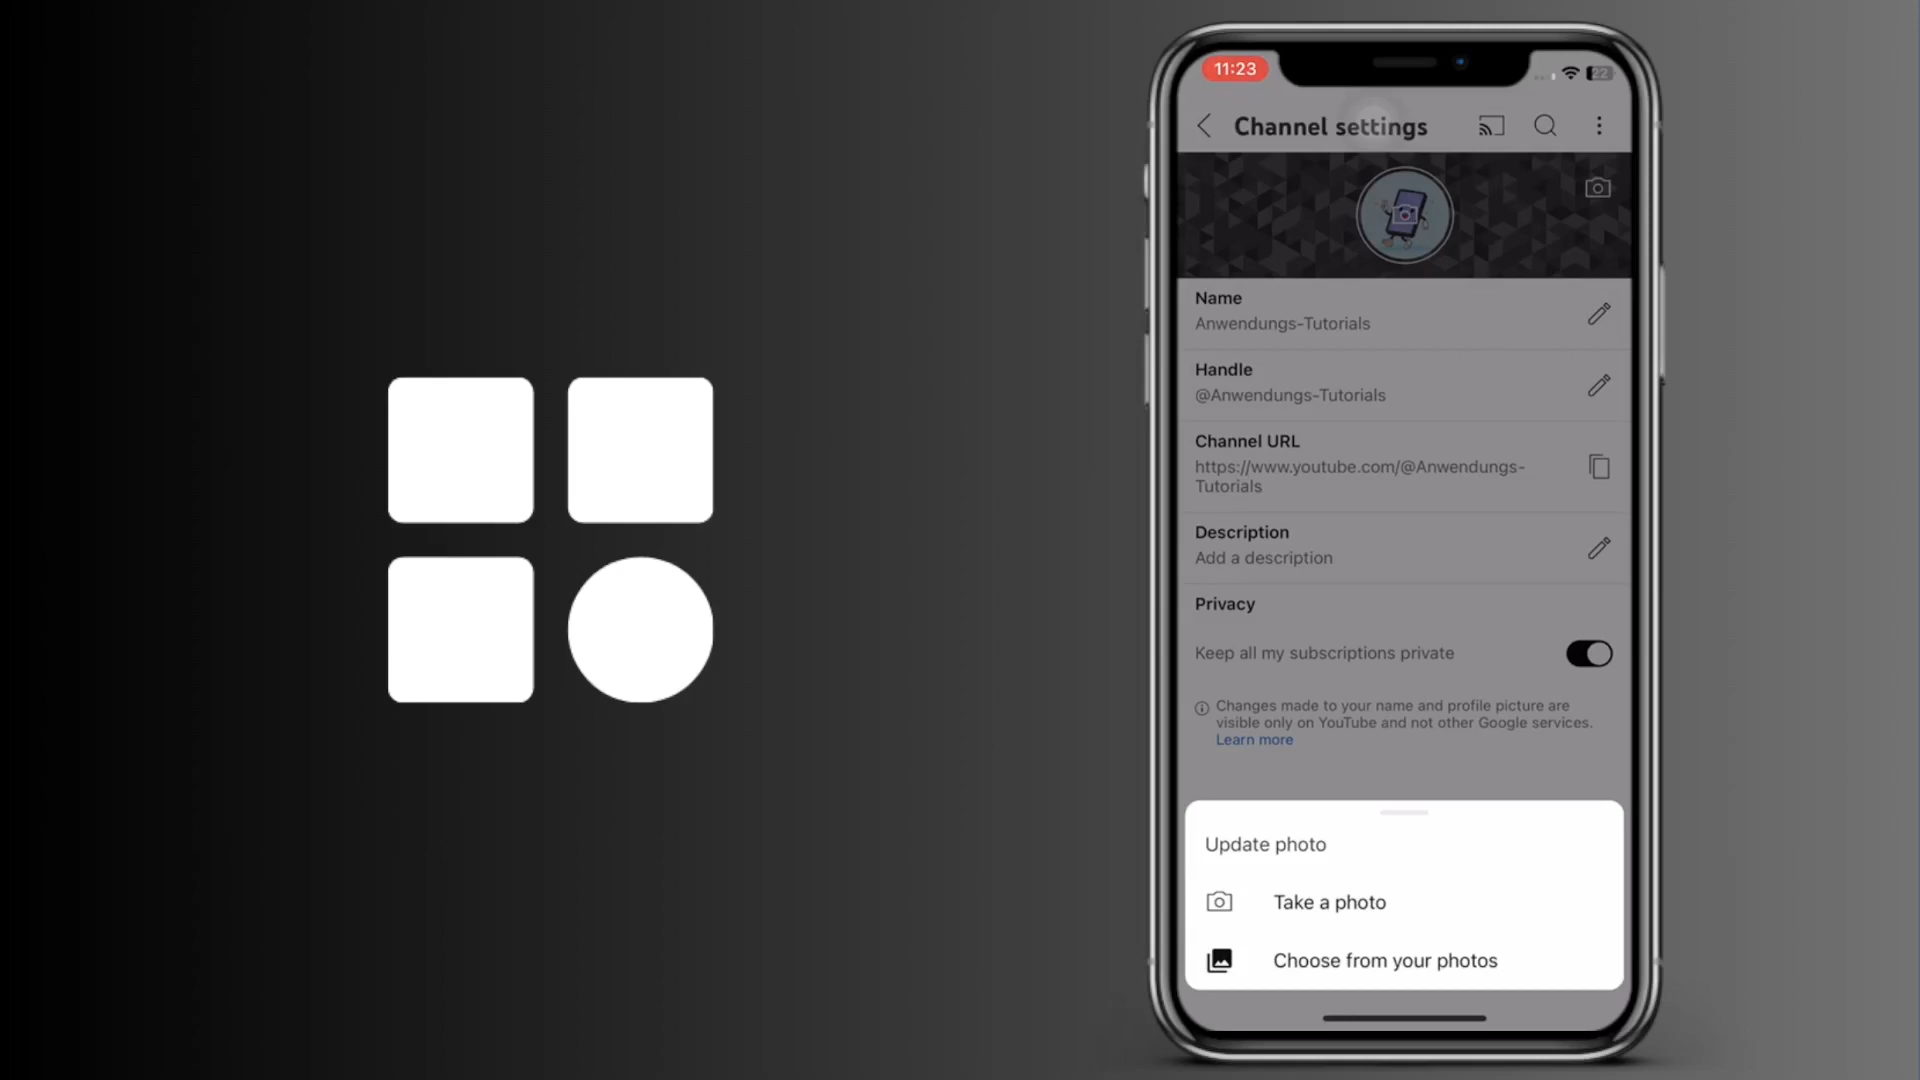 11:23
22
Channel settings
Name
Anwendungs-Tutorials
Handle
@Anwendungs-Tutorials
Channel URL
https://www.youtube.com/@Anwendungs-
Tutorials
Description
Add a description
Privacy
Keep all my subscriptions private
Changes made to your name and profile picture are
visible only on YouTube and not other Google services.
Learn more
Update photo
Take a photo
Choose from your photos